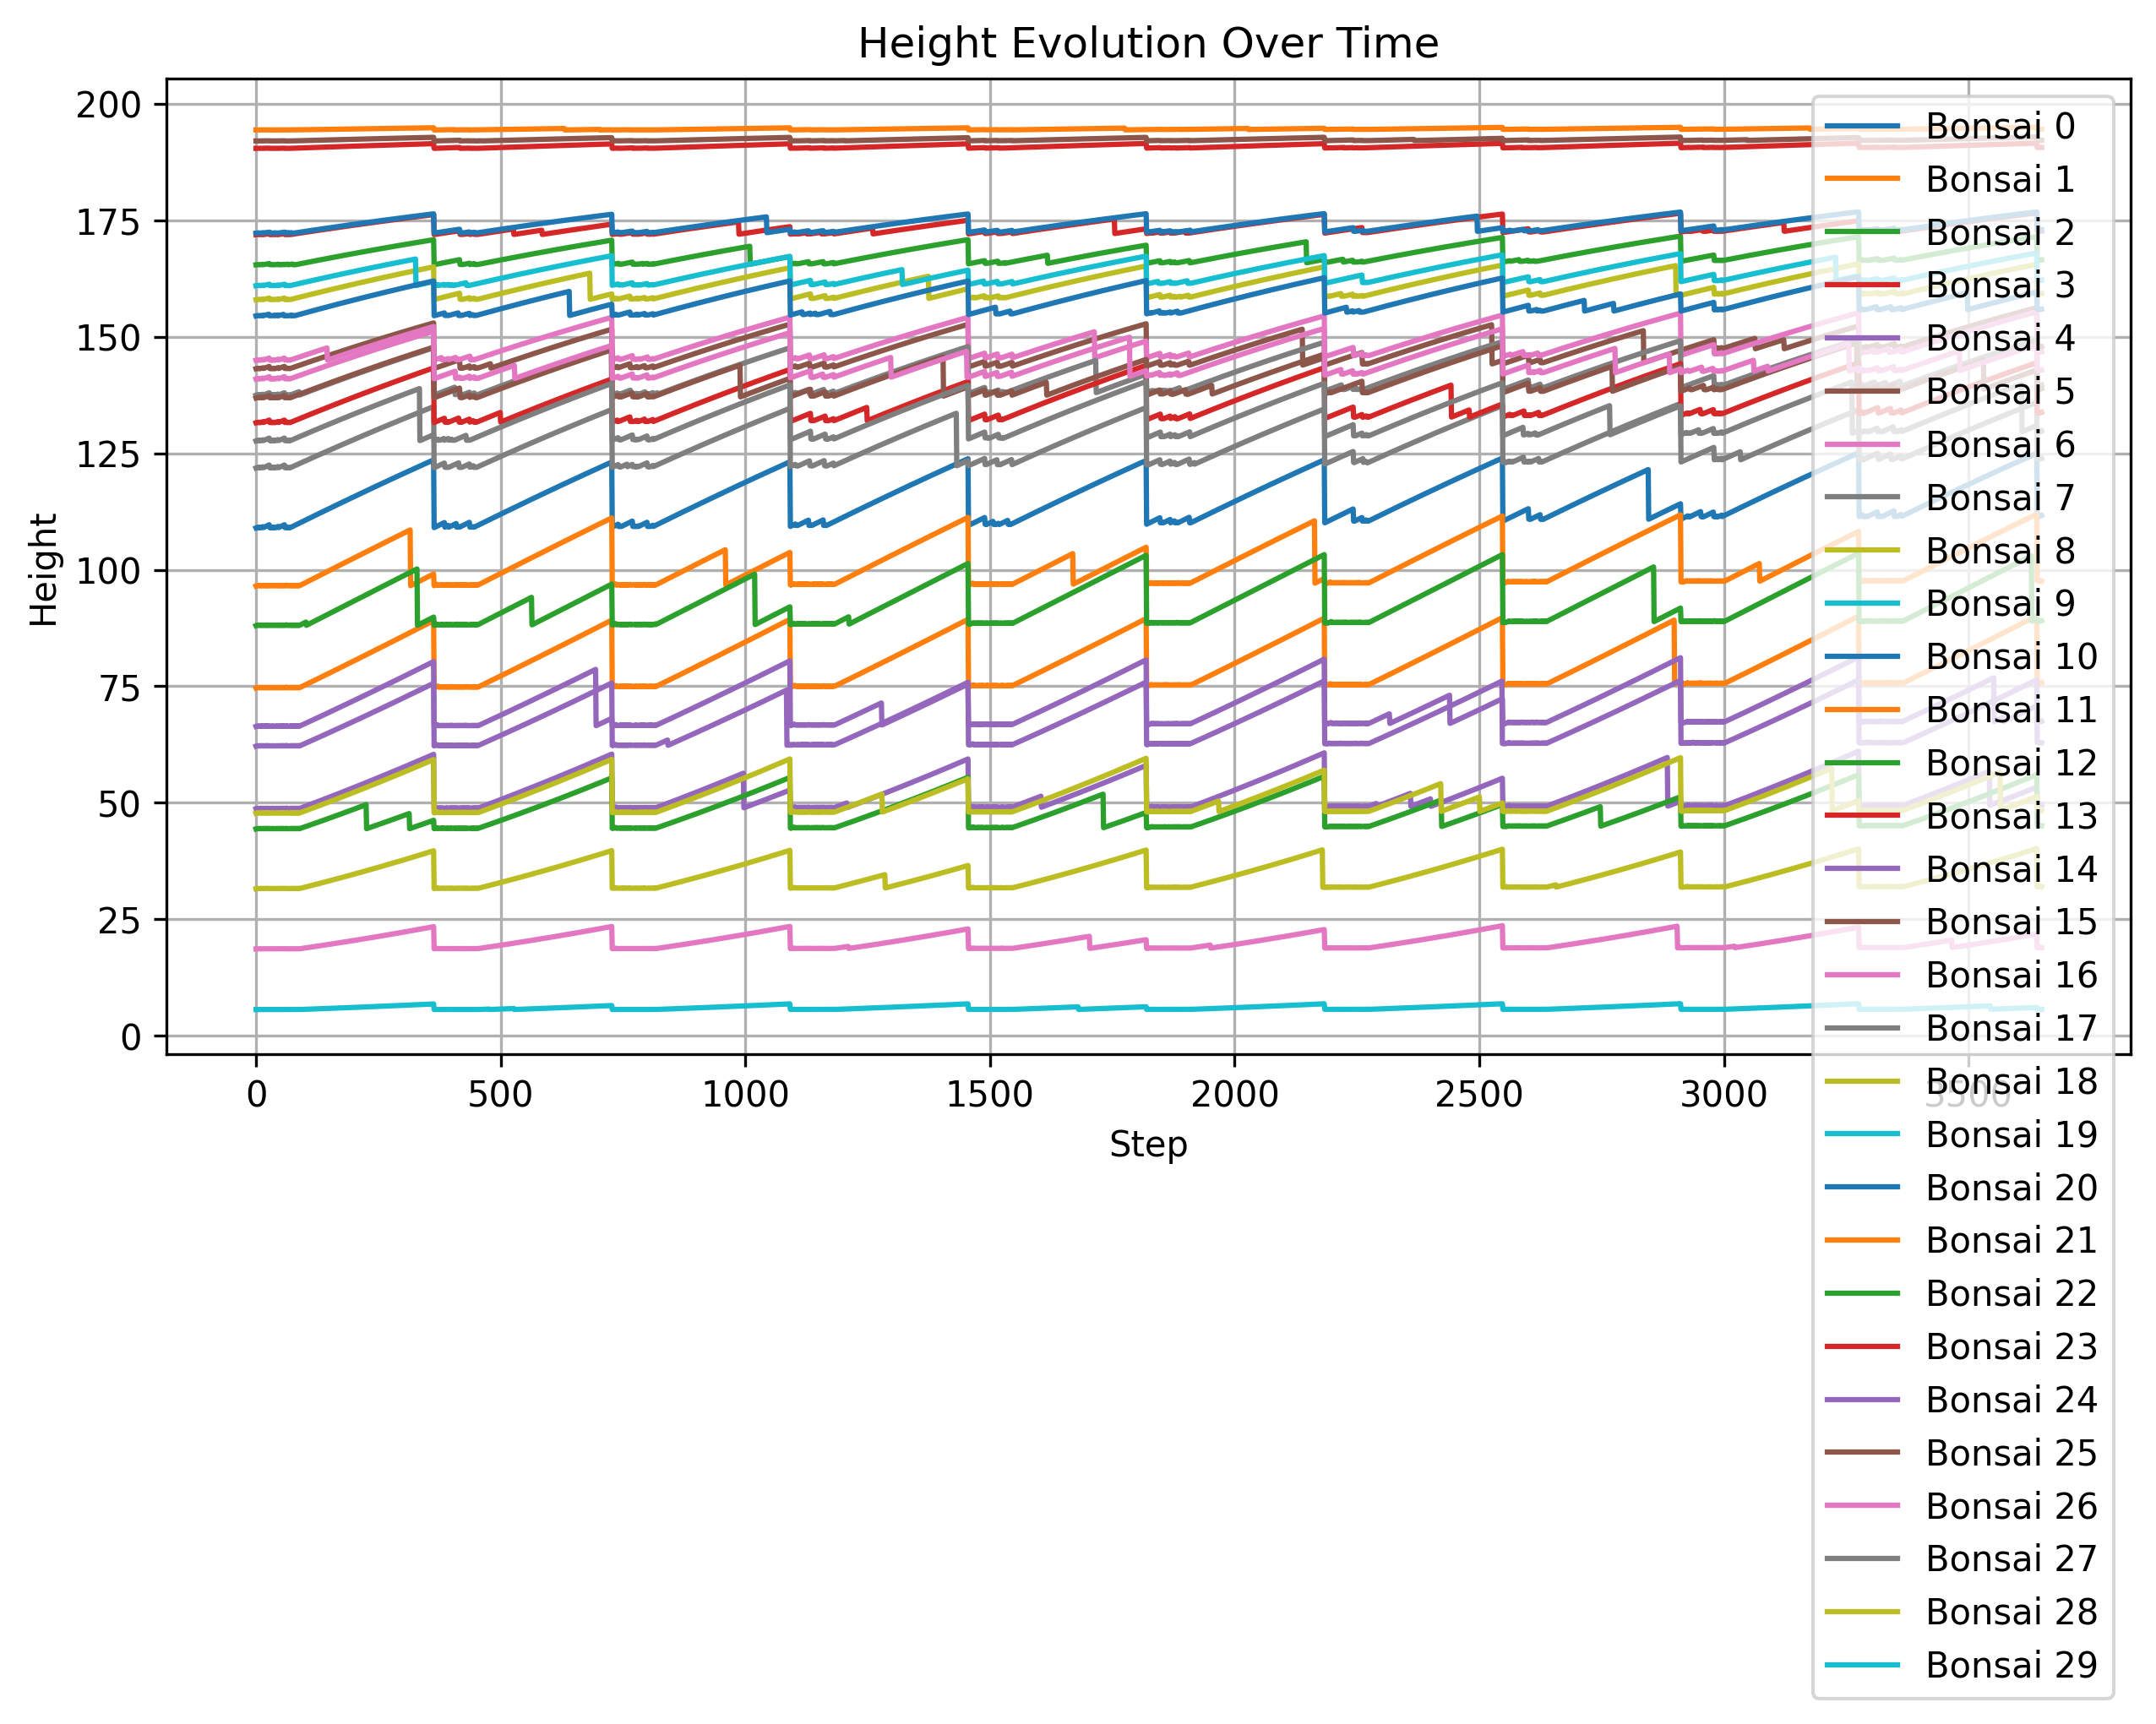 Height Evolution Over Time
Height
200
175
150
125
100
75
50
25
0
0 500 1000 1500 2000 2500 3000 3500
Step
Bonsai 0
Bonsai 1
Bonsai 2
Bonsai 3
Bonsai 4
Bonsai 5
Bonsai 6
Bonsai 7
Bonsai 8
Bonsai 9
Bonsai 10
Bonsai 11
Bonsai 12
Bonsai 13
Bonsai 14
Bonsai 15
Bonsai 16
Bonsai 17
Bonsai 18
Bonsai 19
Bonsai 20
Bonsai 21
Bonsai 22
Bonsai 23
Bonsai 24
Bonsai 25
Bonsai 26
Bonsai 27
Bonsai 28
Bonsai 29